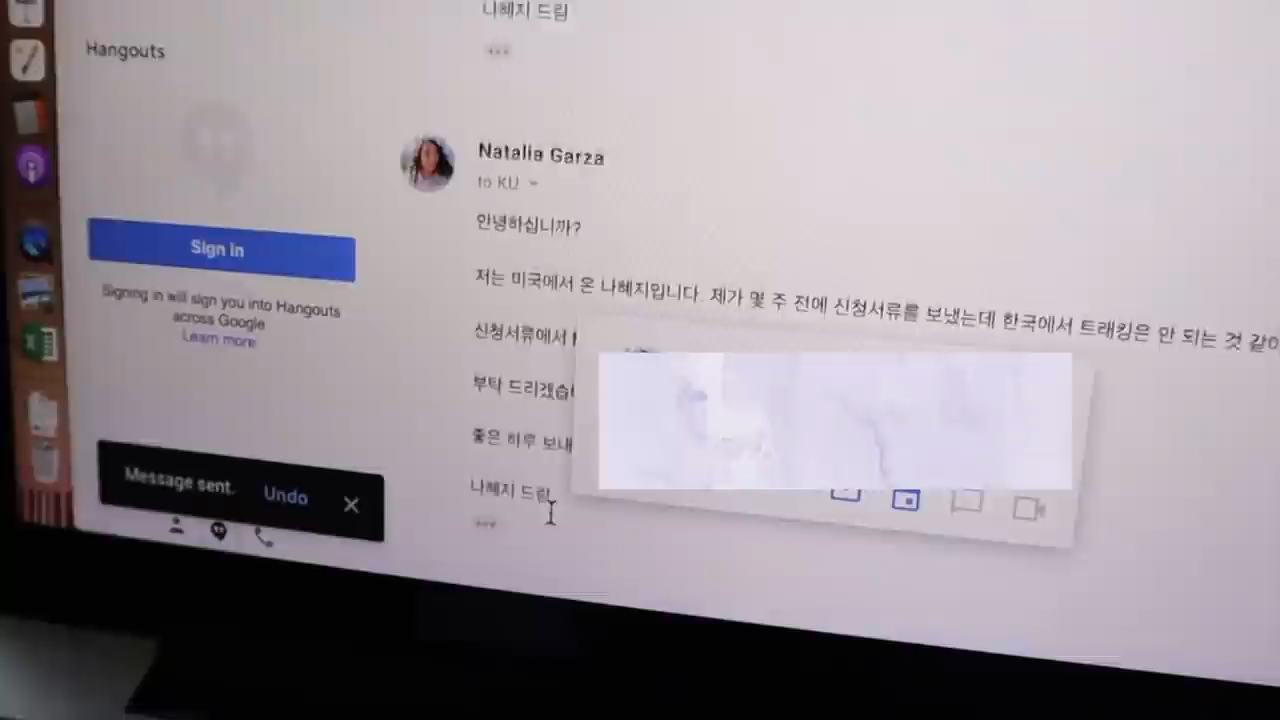 나혜지 드림
Hangouts
Natalia Garza
to KU
안녕하십니까?
Sign in
저는 미국에서 온 나혜지입니다. 제가 몇 주 전에 신청서류를 보냈는데 한국에서 트래킹은 안 되는 것 같아
Signing in will sign you into Hangouts
across Google
Learn more
신청서류에서
부탁 드리겠습
좋은 하루 보내
나혜지 드림
Message sent.
Undo